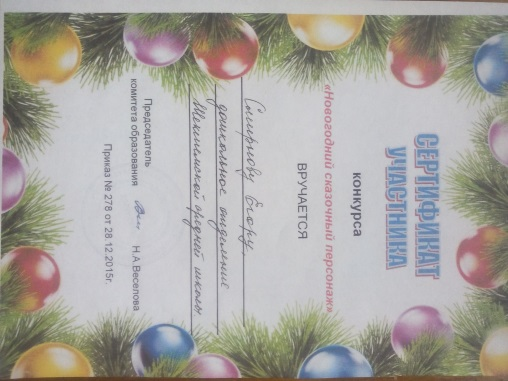 СЕРТИФИКАТ
УЧАСТНИКА
конкурса
«Новогодний сказочный персонаж»
ВРУЧАЕТСЯ
Смирнову Егору
дошкольное отделение
средней школы
Председатель
комитета образования Н.А.Веселова
Приказ № 278 от 28.12.2015г.